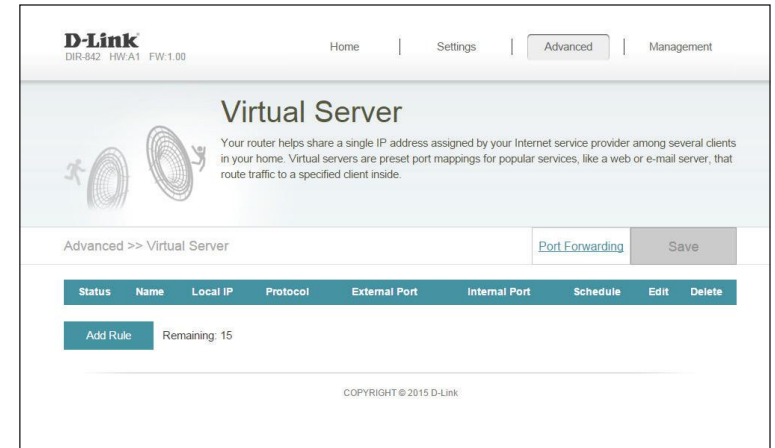 D-Link
DIR-842 HW:A1 FW:1.00
Home | Settings | Advanced | Management
Virtual Server
Your router helps share a single IP address assigned by your Internet service provider among several clients
in your home. Virtual servers are preset port mappings for popular services, like a web or e-mail server, that
route traffic to a specified client inside.
Advanced >> Virtual Server
Port Forwarding
Save
Status Name Local IP Protocol External Port Internal Port Schedule Edit Delete
Add Rule Remaining: 15
COPYRIGHT © 2015 D-Link